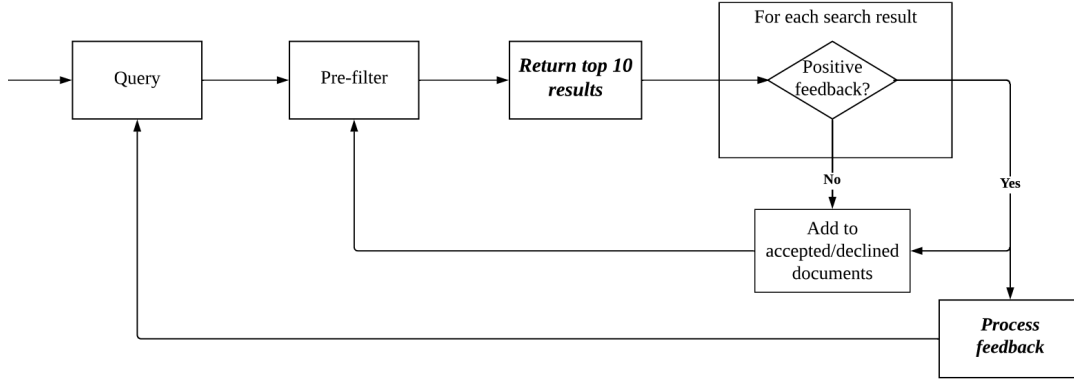 For each search result
Query
Pre-filter
Return top 10
results
Positive
feedback?
No
Yes
Add to
accepted/declined
documents
Process
feedback